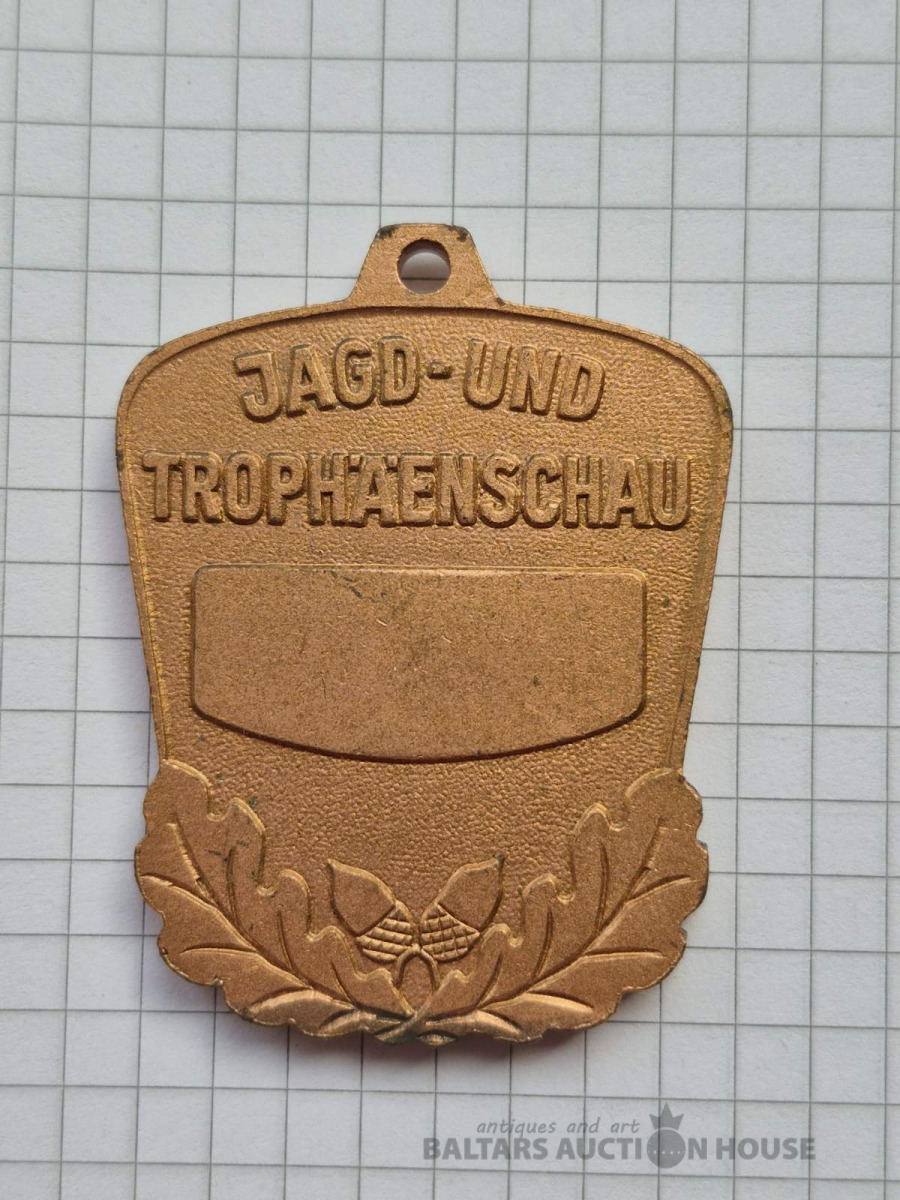 JAGD-UND
TROPHÄENSCHAU
antiques and art
BALTARS AUCTION HOUSE